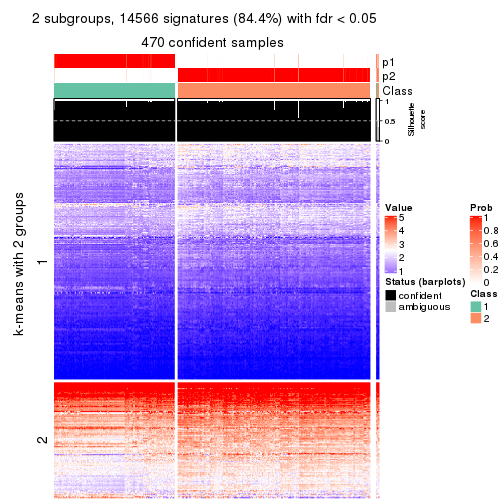 2 subgroups, 14566 signatures (84.4%) with fdr < 0.05
470 confident samples
p1
p2
Class
1
0.5
0
Silhouette
score
k-means with 2 groups
1
2
Value
5
4
3
2
1
Status (barplots)
confident
ambiguous
Prob
1
0.8
0.6
0.4
0.2
0
Class
1
2